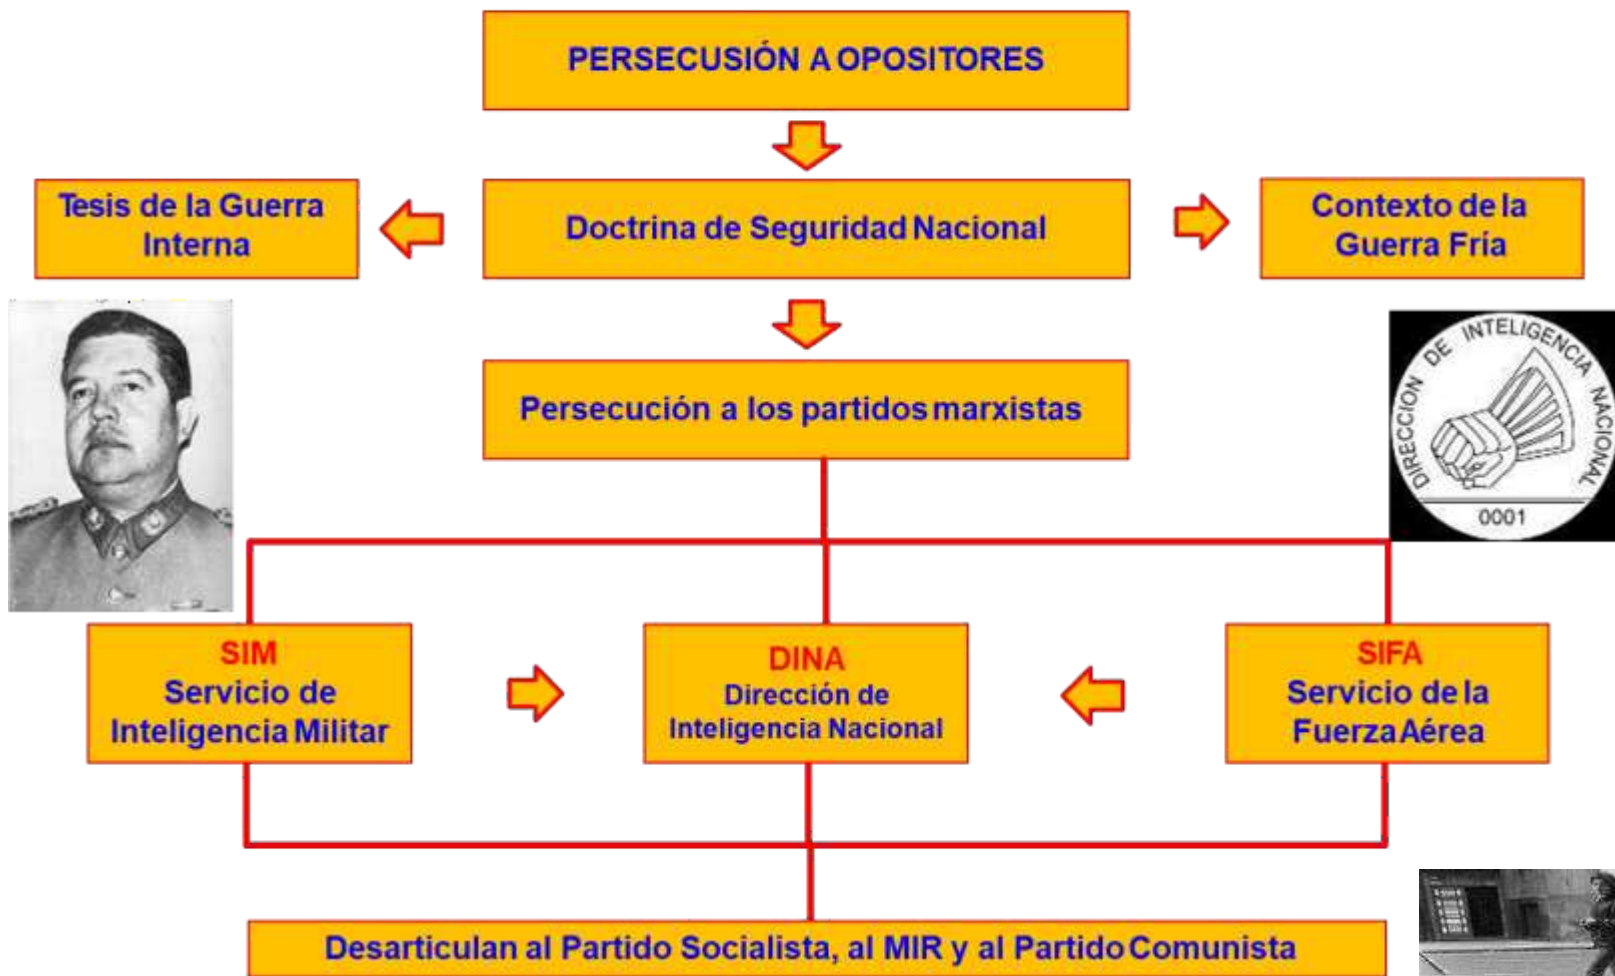 PERSECUSIÓN A OPOSITORES
Tesis de la Guerra
Interna
Doctrina de Seguridad Nacional
Contexto de la
Guerra Fría
Persecución a los partidos marxistas
DIRECCION DE INTELIGENCIA NACIONAL
0001
SIM
Servicio de
Inteligencia Militar
DINA
Dirección de
Inteligencia Nacional
SIFA
Servicio de la
Fuerza Aérea
Desarticulan al Partido Socialista, al MIR y al Partido Comunista